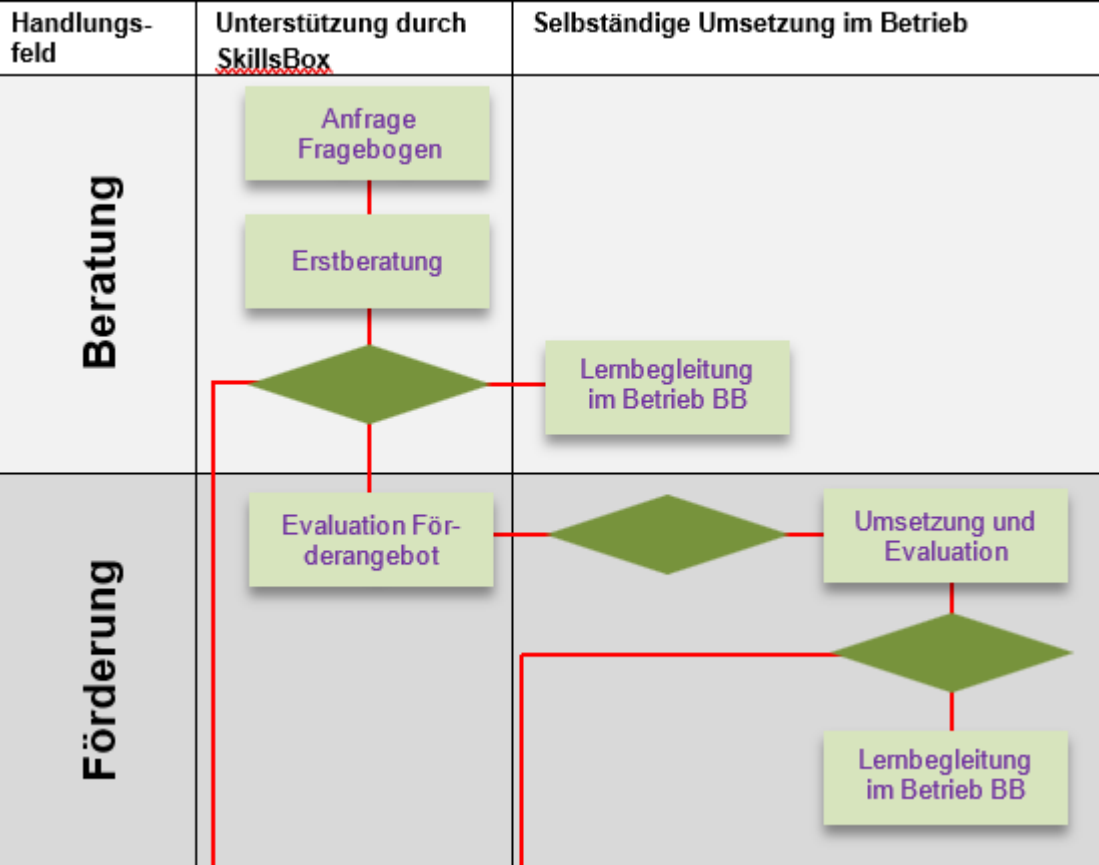 Handlungs-
feld
Unterstützung durch
SkillsBox
Selbständige Umsetzung im Betrieb
Beratung
Anfrage
Fragebogen
Erstberatung
Lernbegleitung
im Betrieb BB
Förderung
Evaluation För-
derangebot
Umsetzung und
Evaluation
Lernbegleitung
im Betrieb BB